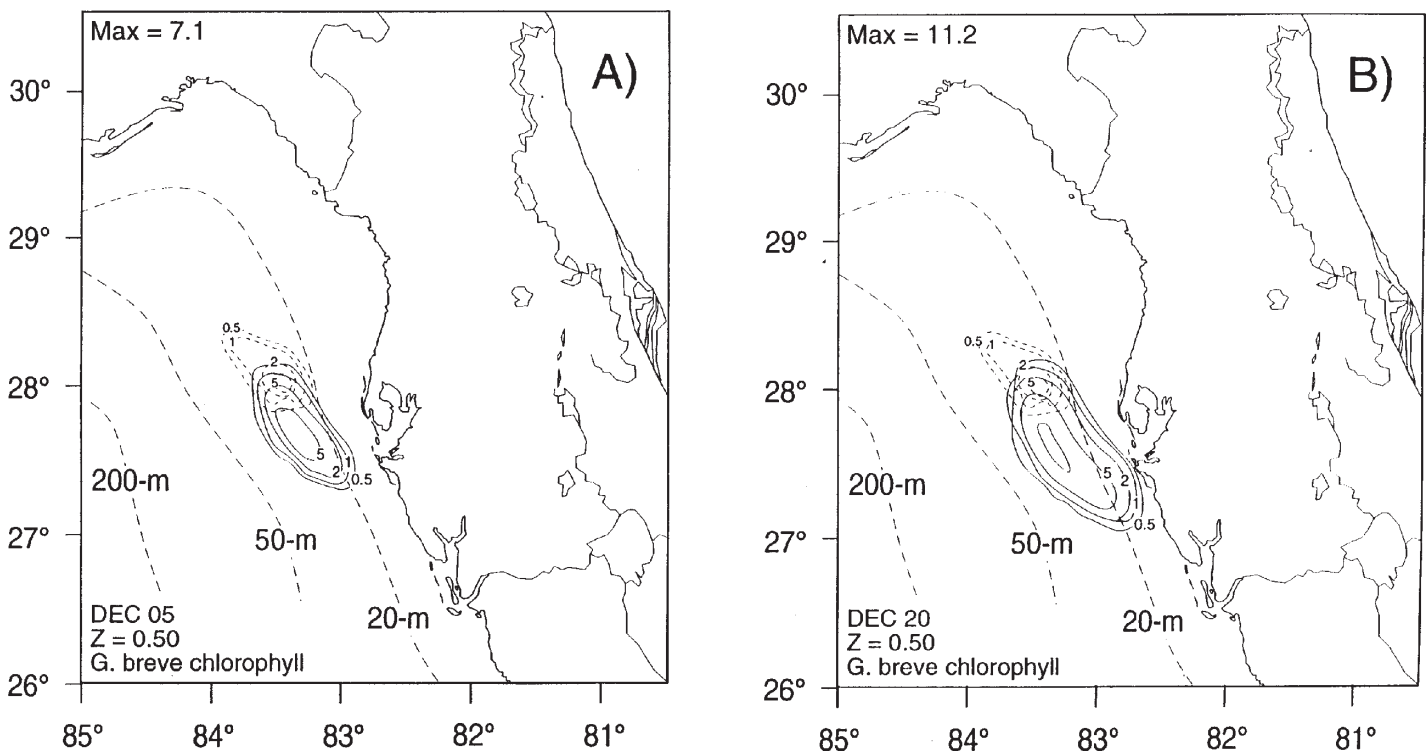 Max = 7.1
A)
30°
29°
28°
27°
26°
0.5
1
2
5
5
2
1
0.5
200-m
50-m
20-m
DEC 05
Z = 0.50
G. breve chlorophyll
85°
84°
83°
82°
81°
Max = 11.2
B)
30°
29°
28°
27°
26°
0.5
.1
2
5
5
2
1
0.5
200-m
50-m
20-m
DEC 20
Z = 0.50
G. breve chlorophyll
85°
84°
83°
82°
81°